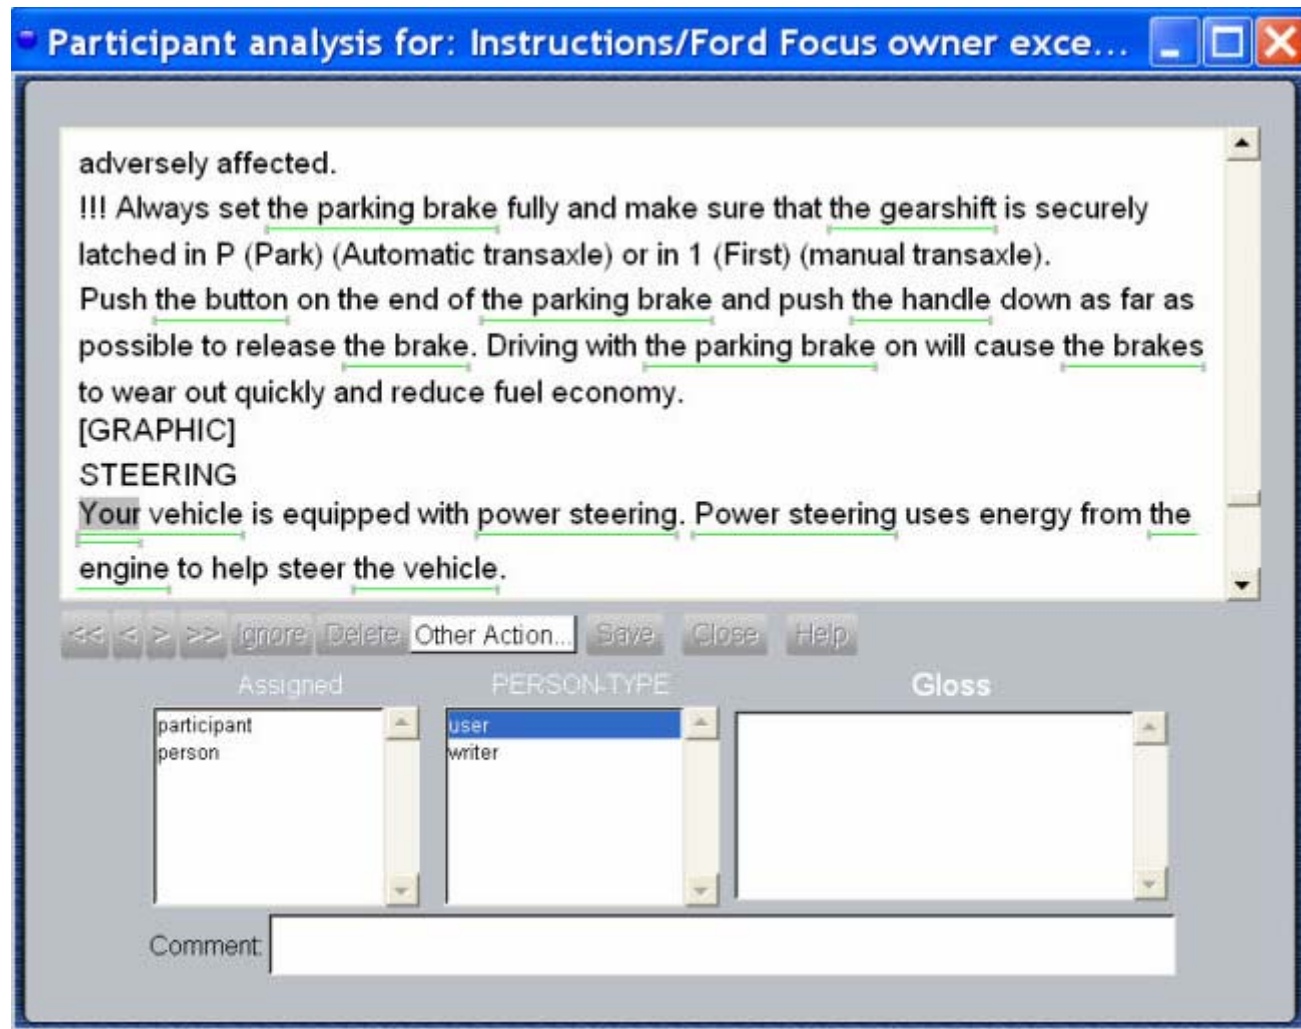 Participant analysis for: Instructions/Ford Focus owner exce...
adversely affected.
!!! Always set the parking brake fully and make sure that the gearshift is securely
latched in P (Park) (Automatic transaxle) or in 1 (First) (manual transaxle).
Push the button on the end of the parking brake and push the handle down as far as
possible to release the brake. Driving with the parking brake on will cause the brakes
to wear out quickly and reduce fuel economy.
[GRAPHIC]
STEERING
Your vehicle is equipped with power steering. Power steering uses energy from the
engine to help steer the vehicle.
<< < > >> Ignore Delete Other Action... Save Close Help
Assigned PERSON-TYPE Gloss
participant user
person writer
Comment: